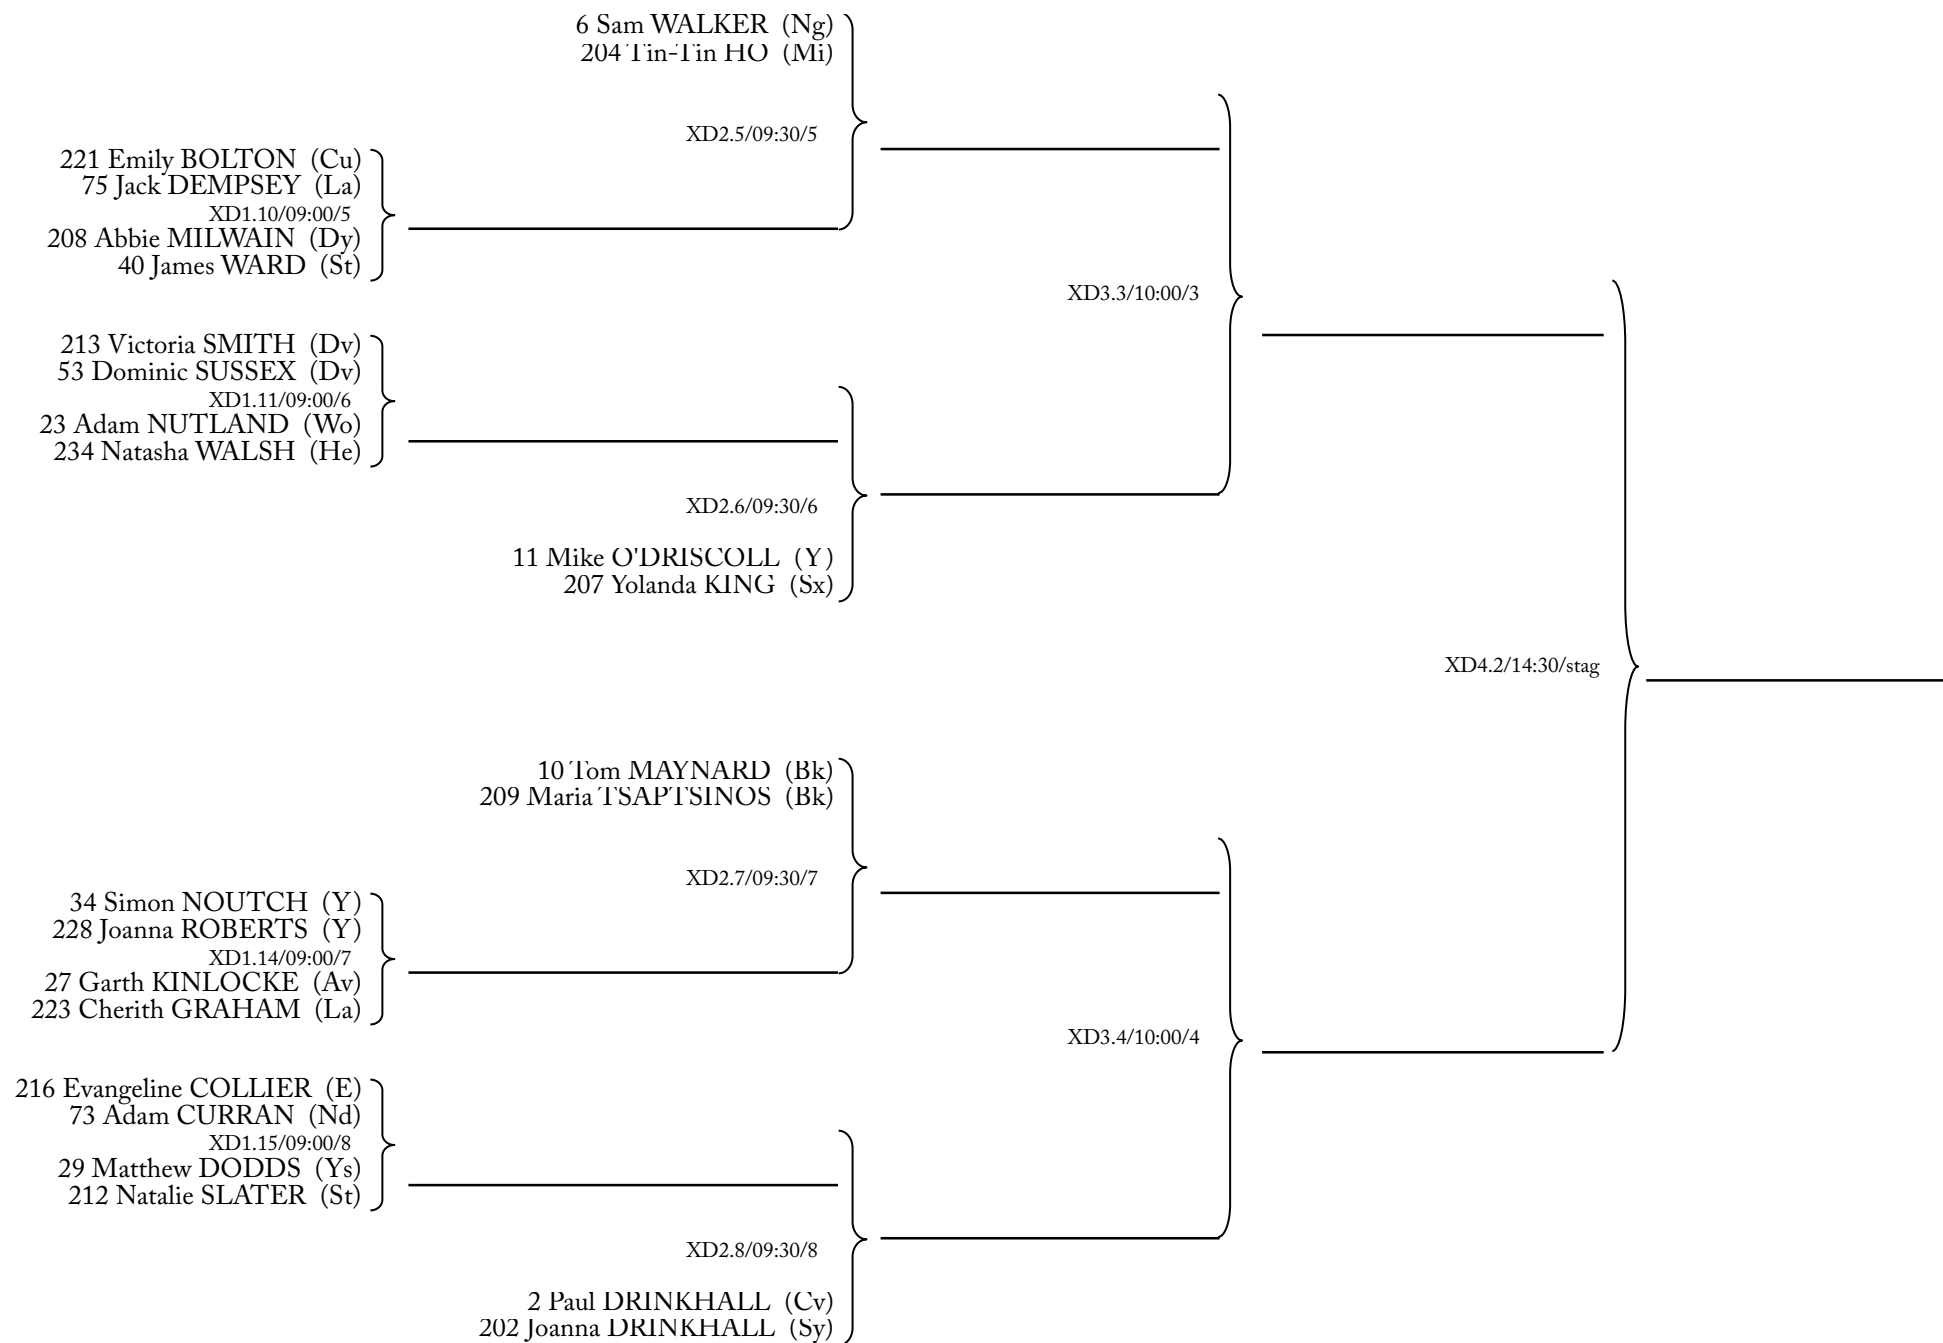 6 Sam WALKER (Ng)
204 Tin-Tin HO (Mi)
XD2.5/09:30/5
221 Emily BOLTON (Cu)
75 Jack DEMPSEY (La)
XD1.10/09:00/5
208 Abbie MILWAIN (Dy)
40 James WARD (St)
XD3.3/10:00/3
213 Victoria SMITH (Dv)
53 Dominic SUSSEX (Dv)
XD1.11/09:00/6
23 Adam NUTLAND (Wo)
234 Natasha WALSH (He)
XD2.6/09:30/6
11 Mike O'DRISCOLL (Y)
207 Yolanda KING (Sx)
XD4.2/14:30/stag
10 Tom MAYNARD (Bk)
209 Maria TSAPTSINOS (Bk)
XD2.7/09:30/7
34 Simon NOUTCH (Y)
228 Joanna ROBERTS (Y)
XD1.14/09:00/7
27 Garth KINLOCKE (Av)
223 Cherith GRAHAM (La)
XD3.4/10:00/4
216 Evangeline COLLIER (E)
73 Adam CURRAN (Nd)
XD1.15/09:00/8
29 Matthew DODDS (Ys)
212 Natalie SLATER (St)
XD2.8/09:30/8
2 Paul DRINKHALL (Cv)
202 Joanna DRINKHALL (Sy)